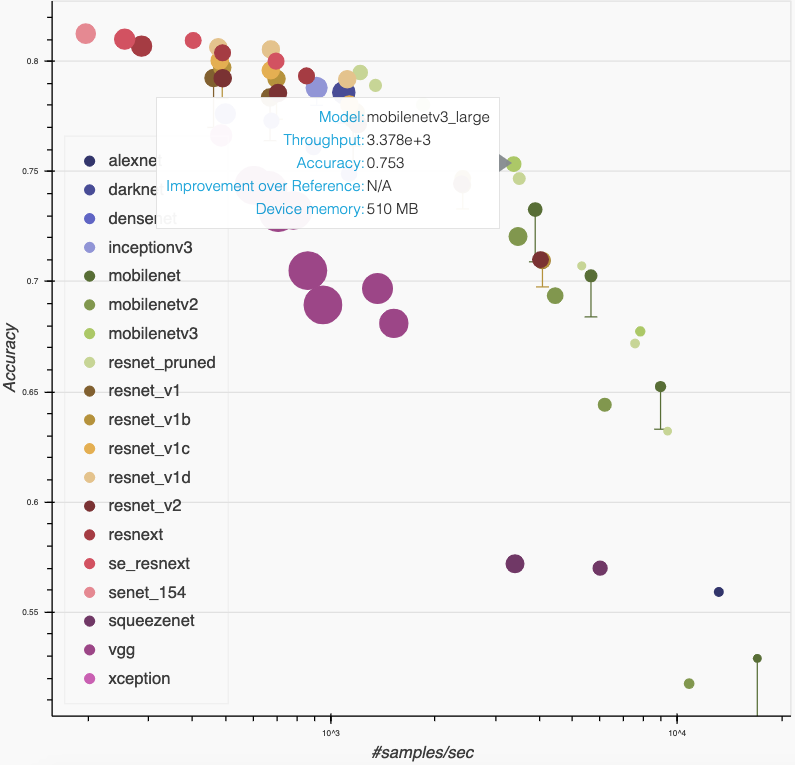 0.8
0.75
0.7
0.65
0.6
0.55
Accuracy
Model: mobilenetv3_large
Throughput: 3.378e+3
Accuracy: 0.753
Improvement over Reference: N/A
Device memory: 510 MB
alexne
darkne
densenet
inceptionv3
mobilenet
mobilenetv2
mobilenetv3
resnet_pruned
resnet_v1
resnet_v1b
resnet_v1c
resnet_v1d
resnet_v2
resnext
se_resnext
senet_154
squeezenet
vgg
xception
10^3
10^4
#samples/sec